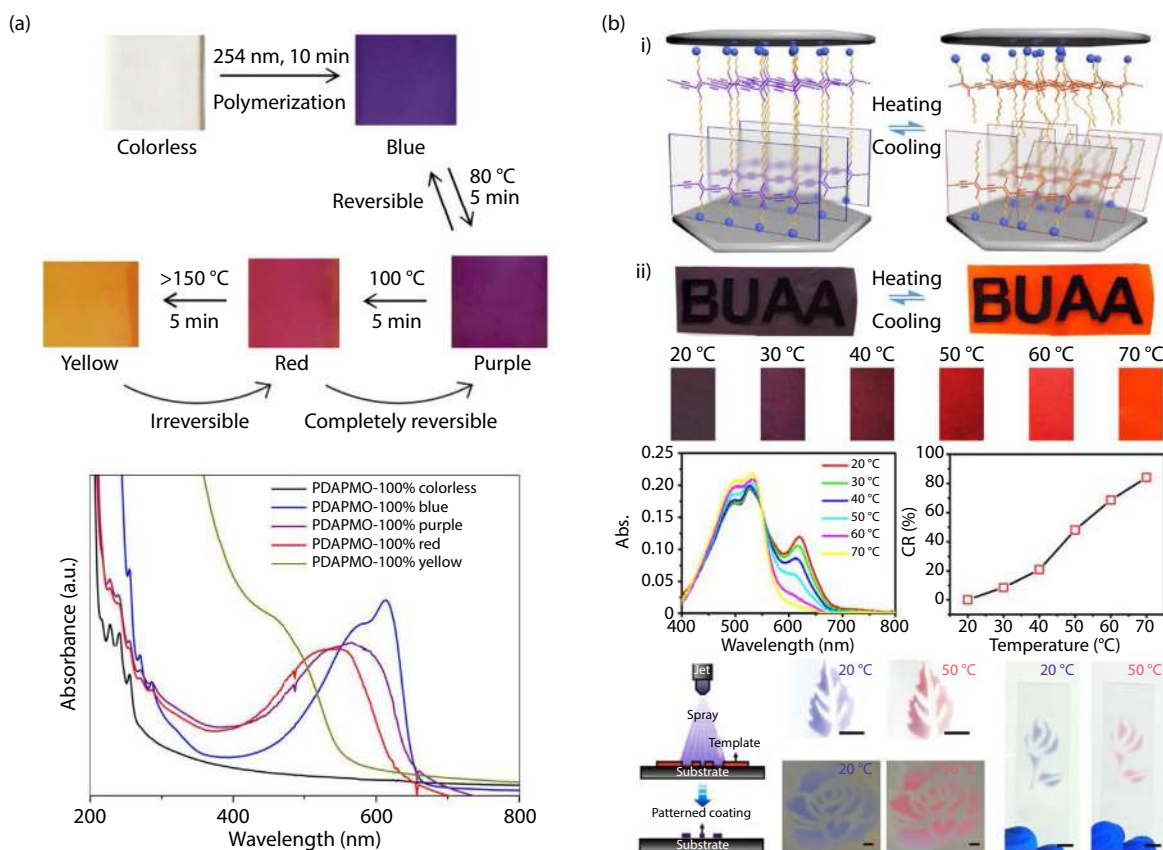 (a)
254 nm, 10 min
Polymerization
Colorless
Blue
Reversible
80 °C
5 min
>150 °C
5 min
100 °C
5 min
Yellow
Red
Purple
Irreversible
Completely reversible
Absorbance (a.u.)
PDAPMO-100% colorless
PDAPMO-100% blue
PDAPMO-100% purple
PDAPMO-100% red
PDAPMO-100% yellow
200 300 400 500 600 700 800
Wavelength (nm)
(b)
i)
Heating
Cooling
ii)
BUAA
Heating
Cooling
BUAA
20 °C 30 °C 40 °C 50 °C 60 °C 70 °C
Abs.
0.25
0.20
0.15
0.10
0.05
0
20 °C
30 °C
40 °C
50 °C
60 °C
70 °C
400 500 600 700 800
Wavelength (nm)
CR (%)
100
80
60
40
20
0
20 30 40 50 60 70
Temperature (°C)
Jet
Spray
Template
Substrate
Patterned coating
Substrate
20 °C
50 °C
20 °C
50 °C
20 °C
50 °C